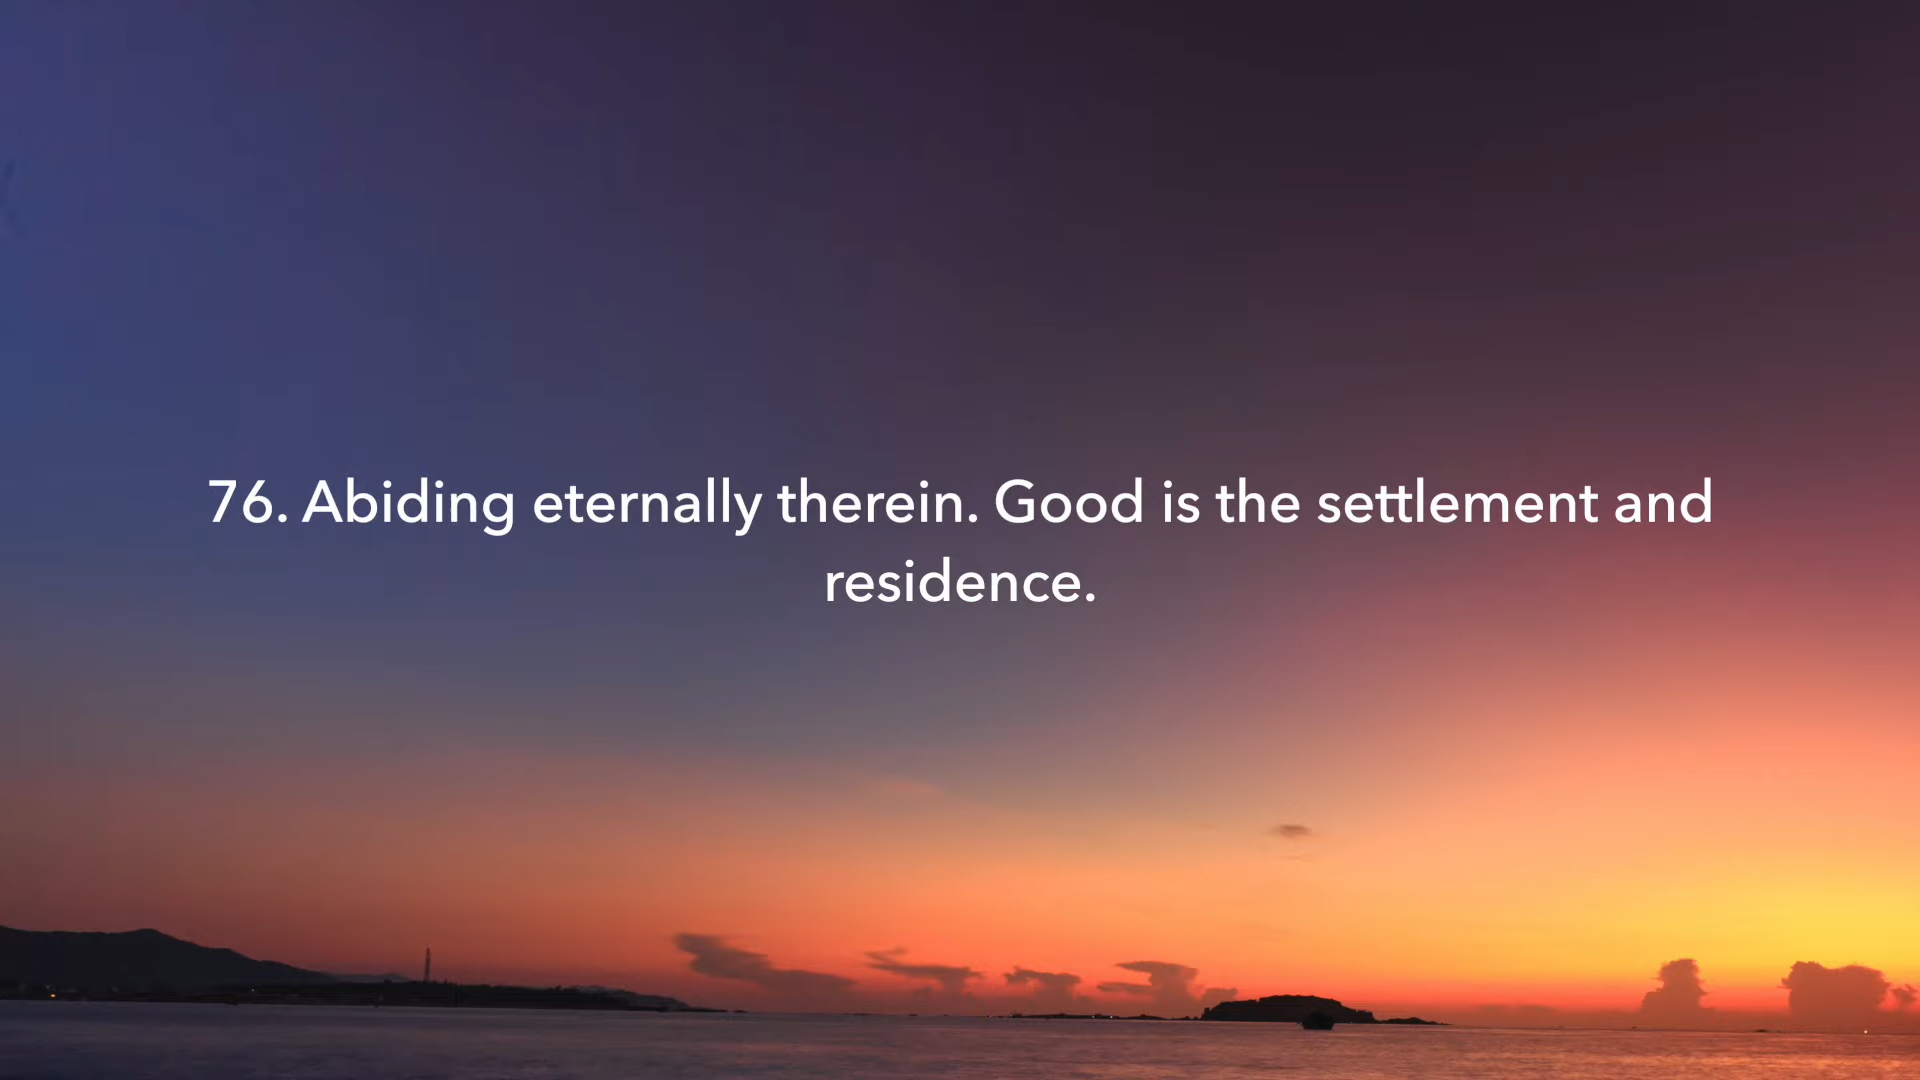 76. Abiding eternally therein. Good is the settlement and
residence.